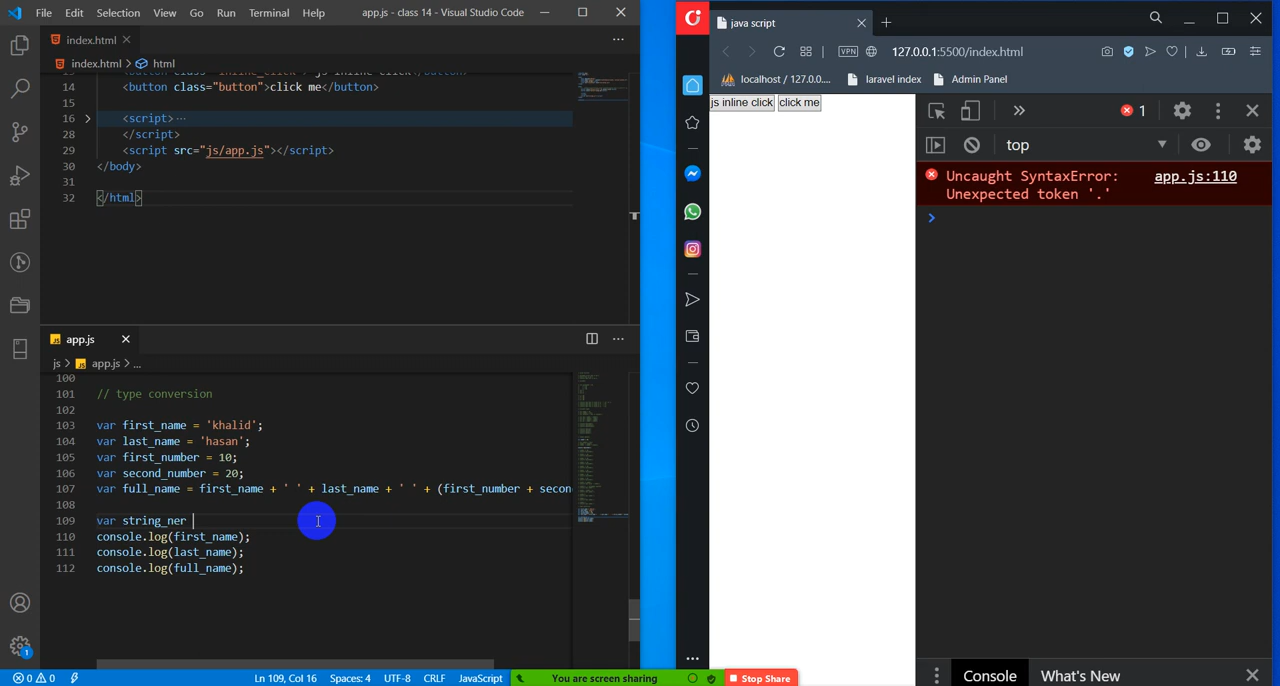 File Edit Selection View Go Run Terminal Help app.js - class 14 - Visual Studio Code
index.html
index.html > html
14 <button class="button">click me</button>
15
16 <script>…
28 </script>
29 <script src="js/app.js"></script>
30 </body>
31
32 </html>
app.js
js > app.js > ...
100
101 // type conversion
102
103 var first_name = 'khalid';
104 var last_name = 'hasan';
105 var first_number = 10;
106 var second_number = 20;
107 var full_name = first_name + ' ' + last_name + ' ' + (first_number + secon
108
109 var string_ner
110 console.log(first_name);
111 console.log(last_name);
112 console.log(full_name);
1
0 0
Ln 109, Col 16 Spaces: 4 UTF-8 CRLF JavaScript
You are screen sharing Stop Share
java script
VPN 127.0.0.1:5500/index.html
localhost / 127.0.... laravel index Admin Panel
js inline click click me
1
top
Uncaught SyntaxError: app.js:110
Unexpected token '.'
Console What's New